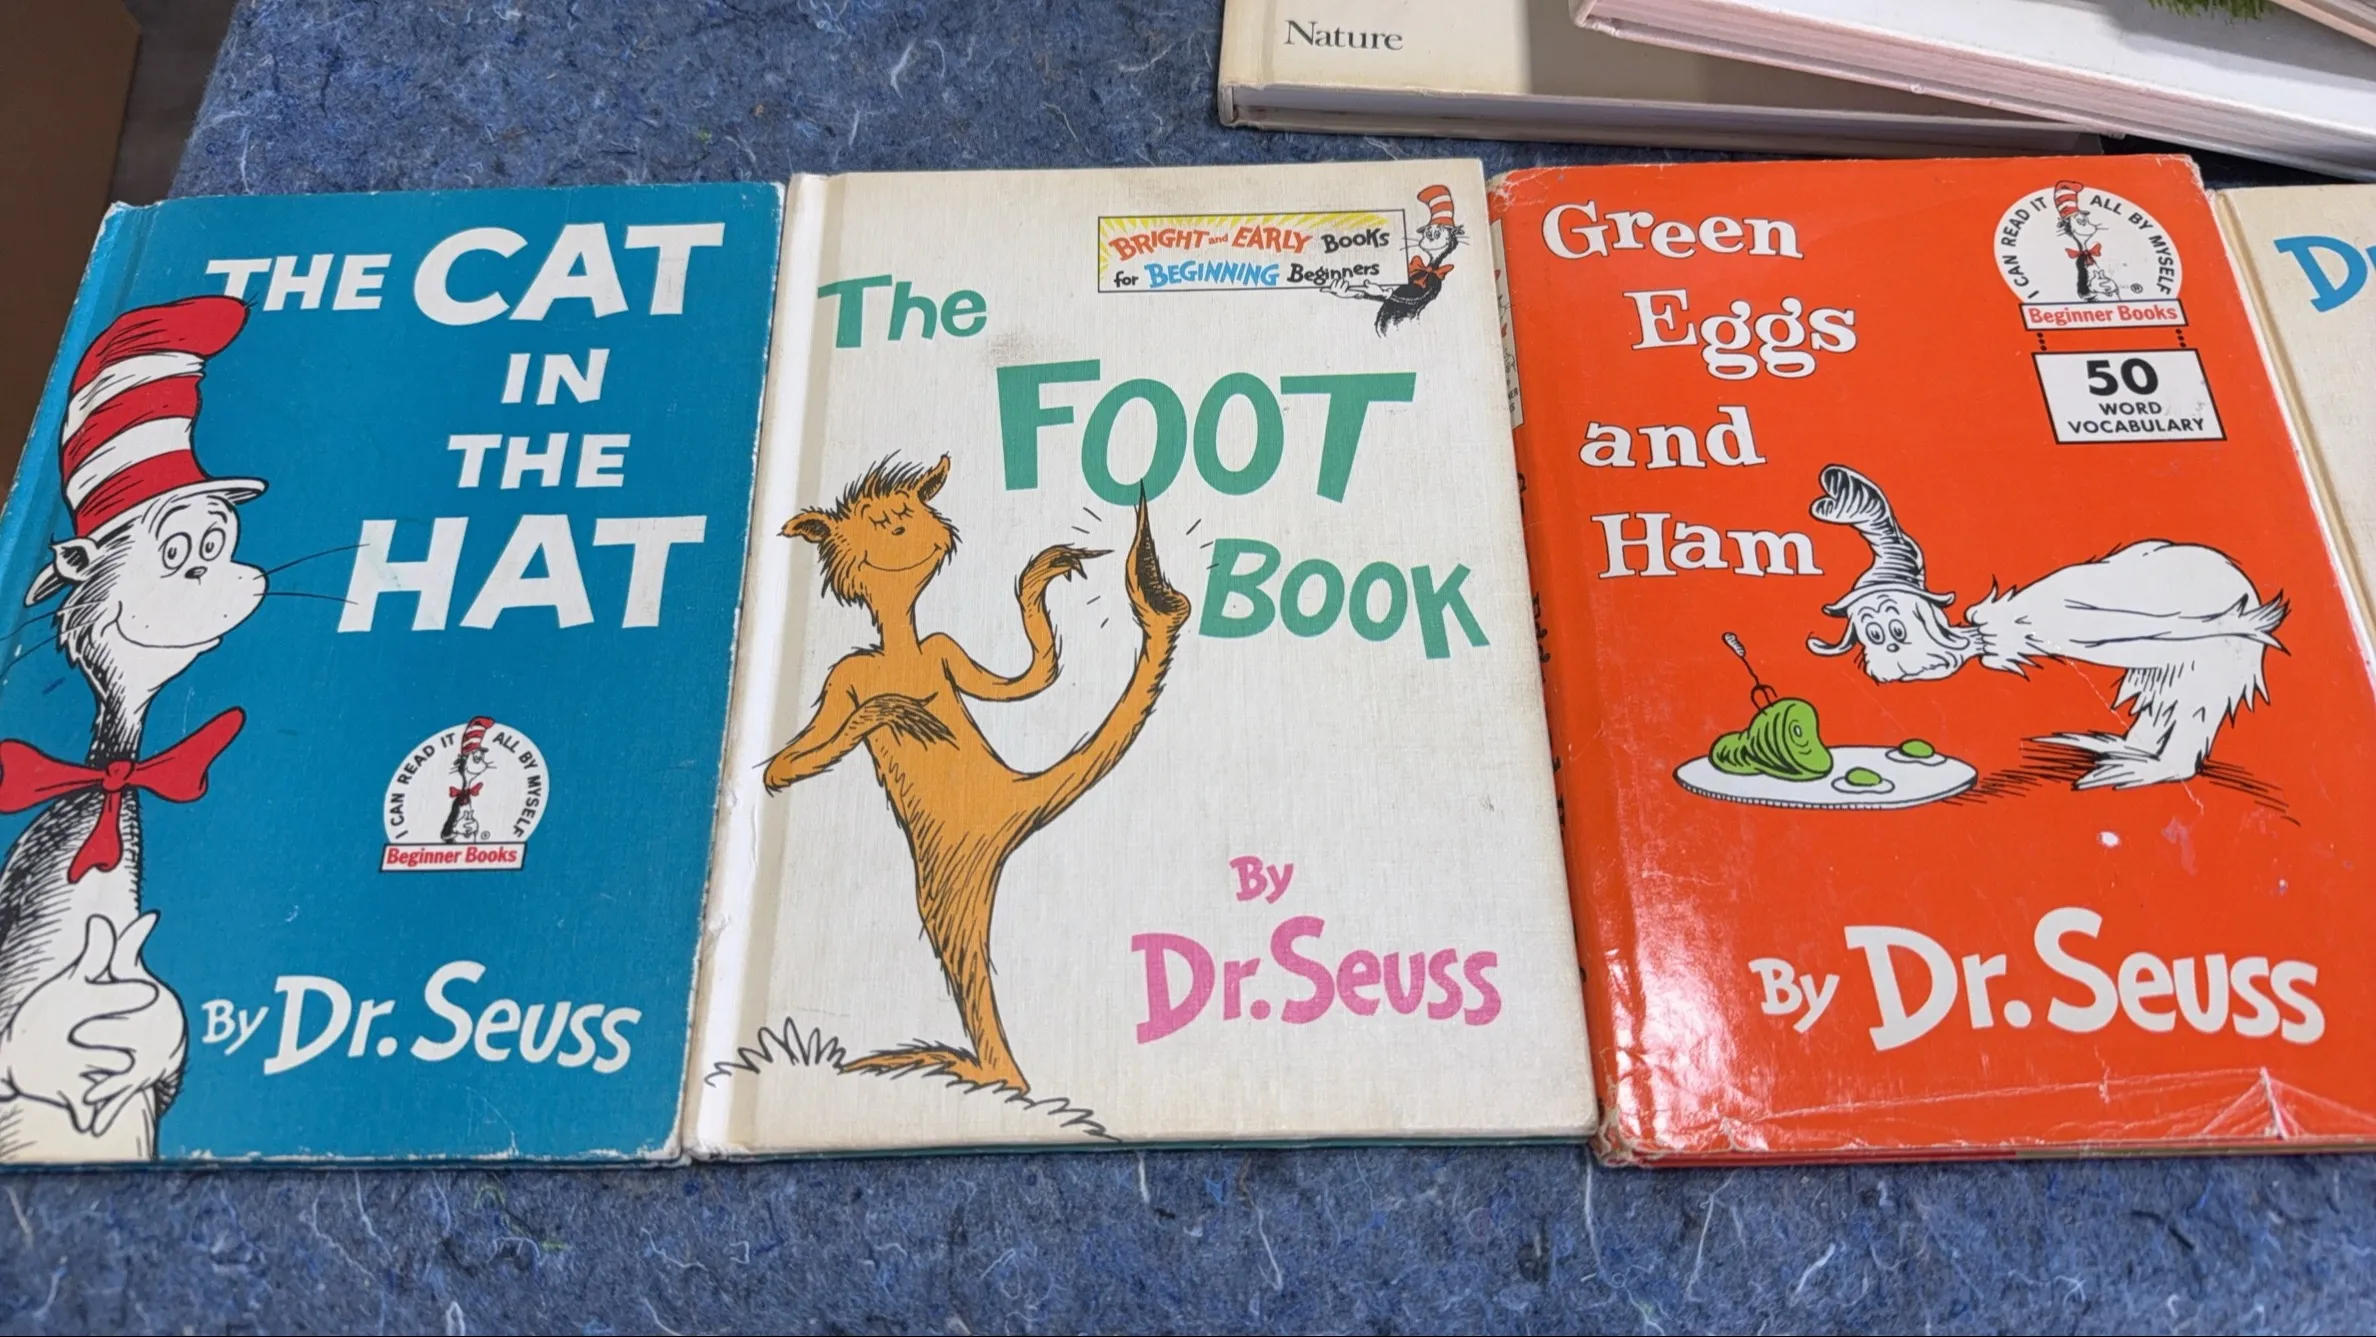 Nature
THE CAT
IN
THE
HAT
I CAN READ IT ALL BY MYSELF
Beginner Books
By Dr. Seuss
BRIGHT and EARLY BOOKS
for BEGINNING Beginners
The
FOOT
BOOK
By
Dr. Seuss
Green
Eggs
and
Ham
I CAN READ IT ALL BY MYSELF
Beginner Books
50
WORD
VOCABULARY
By Dr. Seuss